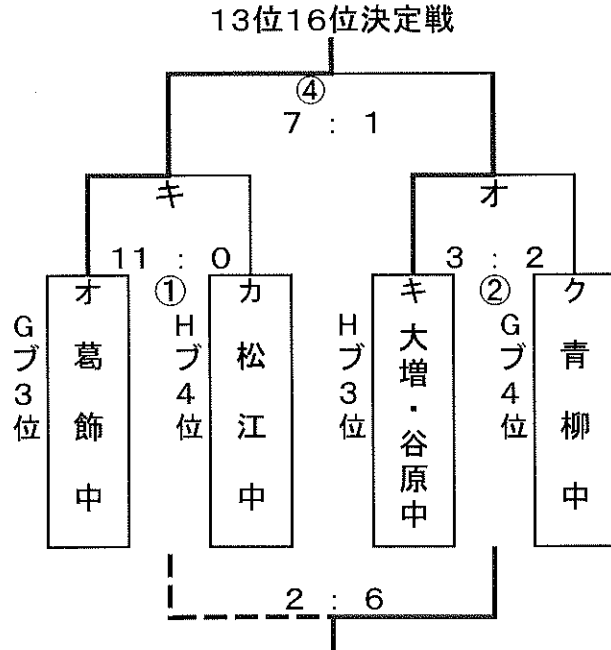 13位16位決定戦
④
7 : 1
キ オ
11 : 0 3 : 2
① ②
オ カ キ ク
Gブ3位
葛飾中
Hブ4位
松江中
Hブ3位
大増・谷原中
Gブ4位
青柳中
2 : 6